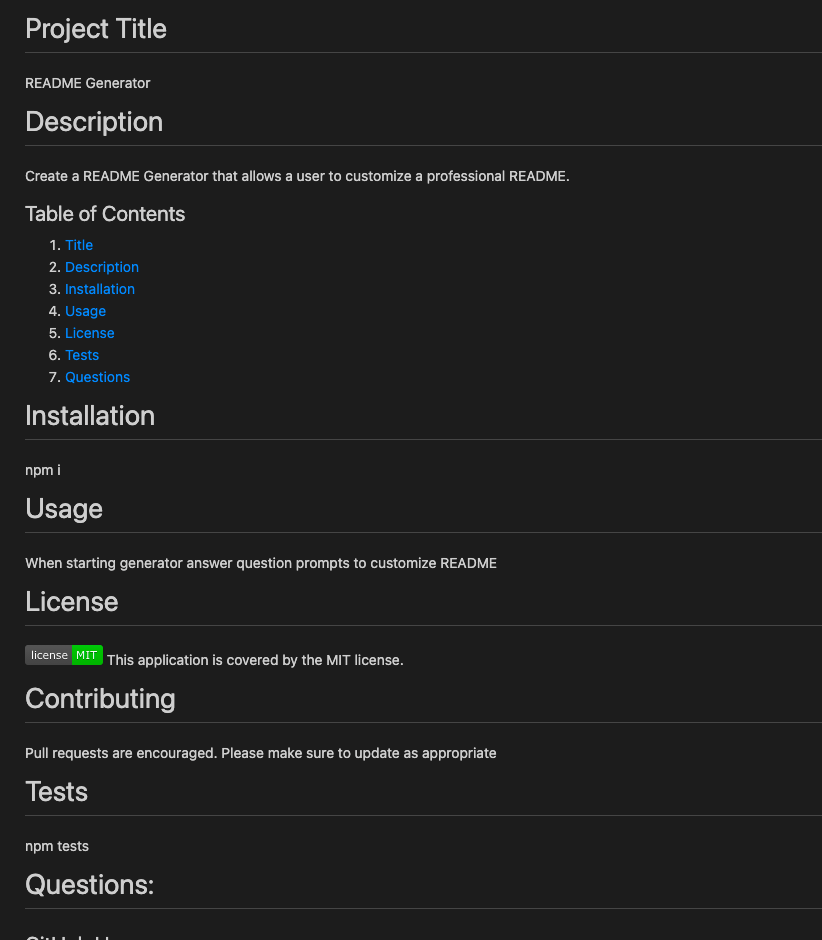 Project Title
README Generator
Description
Create a README Generator that allows a user to customize a professional README.
Table of Contents
1. Title
2. Description
3. Installation
4. Usage
5. License
6. Tests
7. Questions
Installation
npm i
Usage
When starting generator answer question prompts to customize README
License
license MIT This application is covered by the MIT license.
Contributing
Pull requests are encouraged. Please make sure to update as appropriate
Tests
npm tests
Questions: